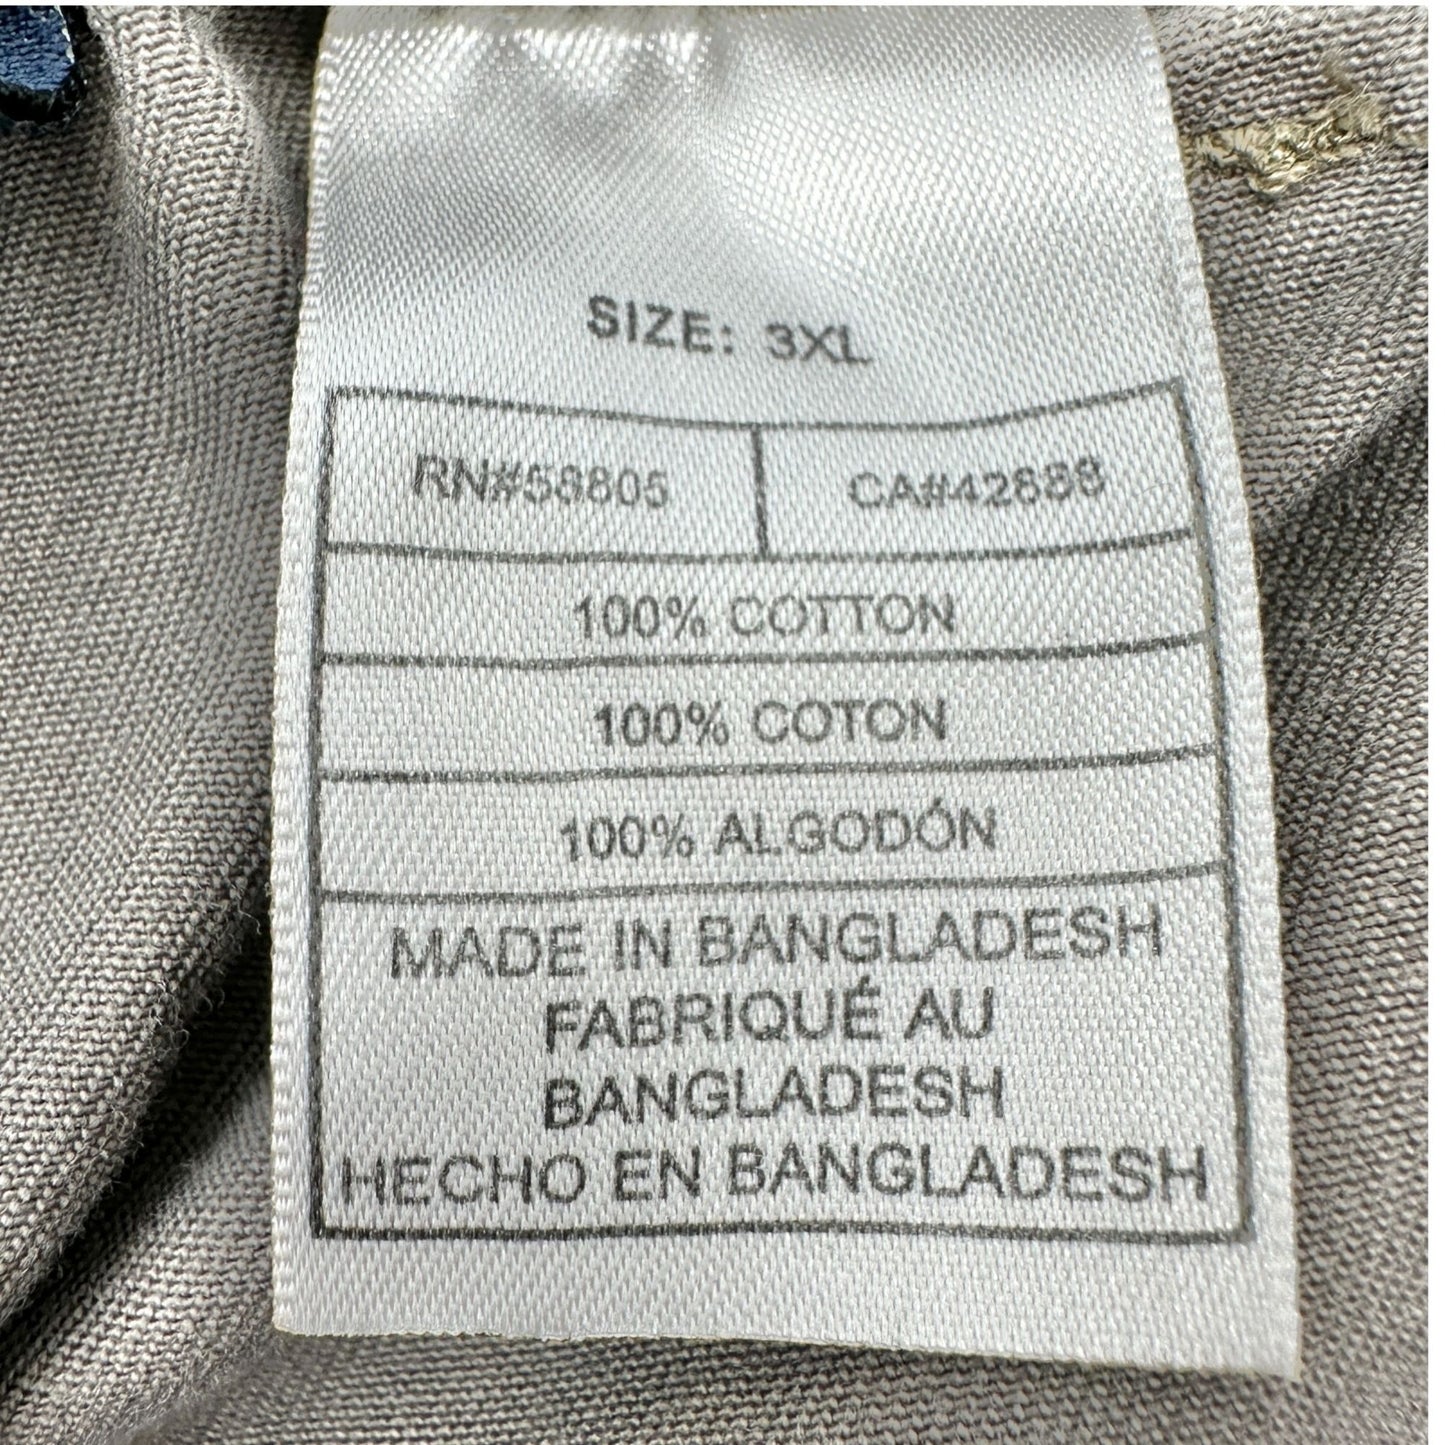 SIZE: 3XL
RN#58805
CA#42888
100% COTTON
100% COTON
100% ALGODÓN
MADE IN BANGLADESH
FABRIQUÉ AU
BANGLADESH
HECHO EN BANGLADESH